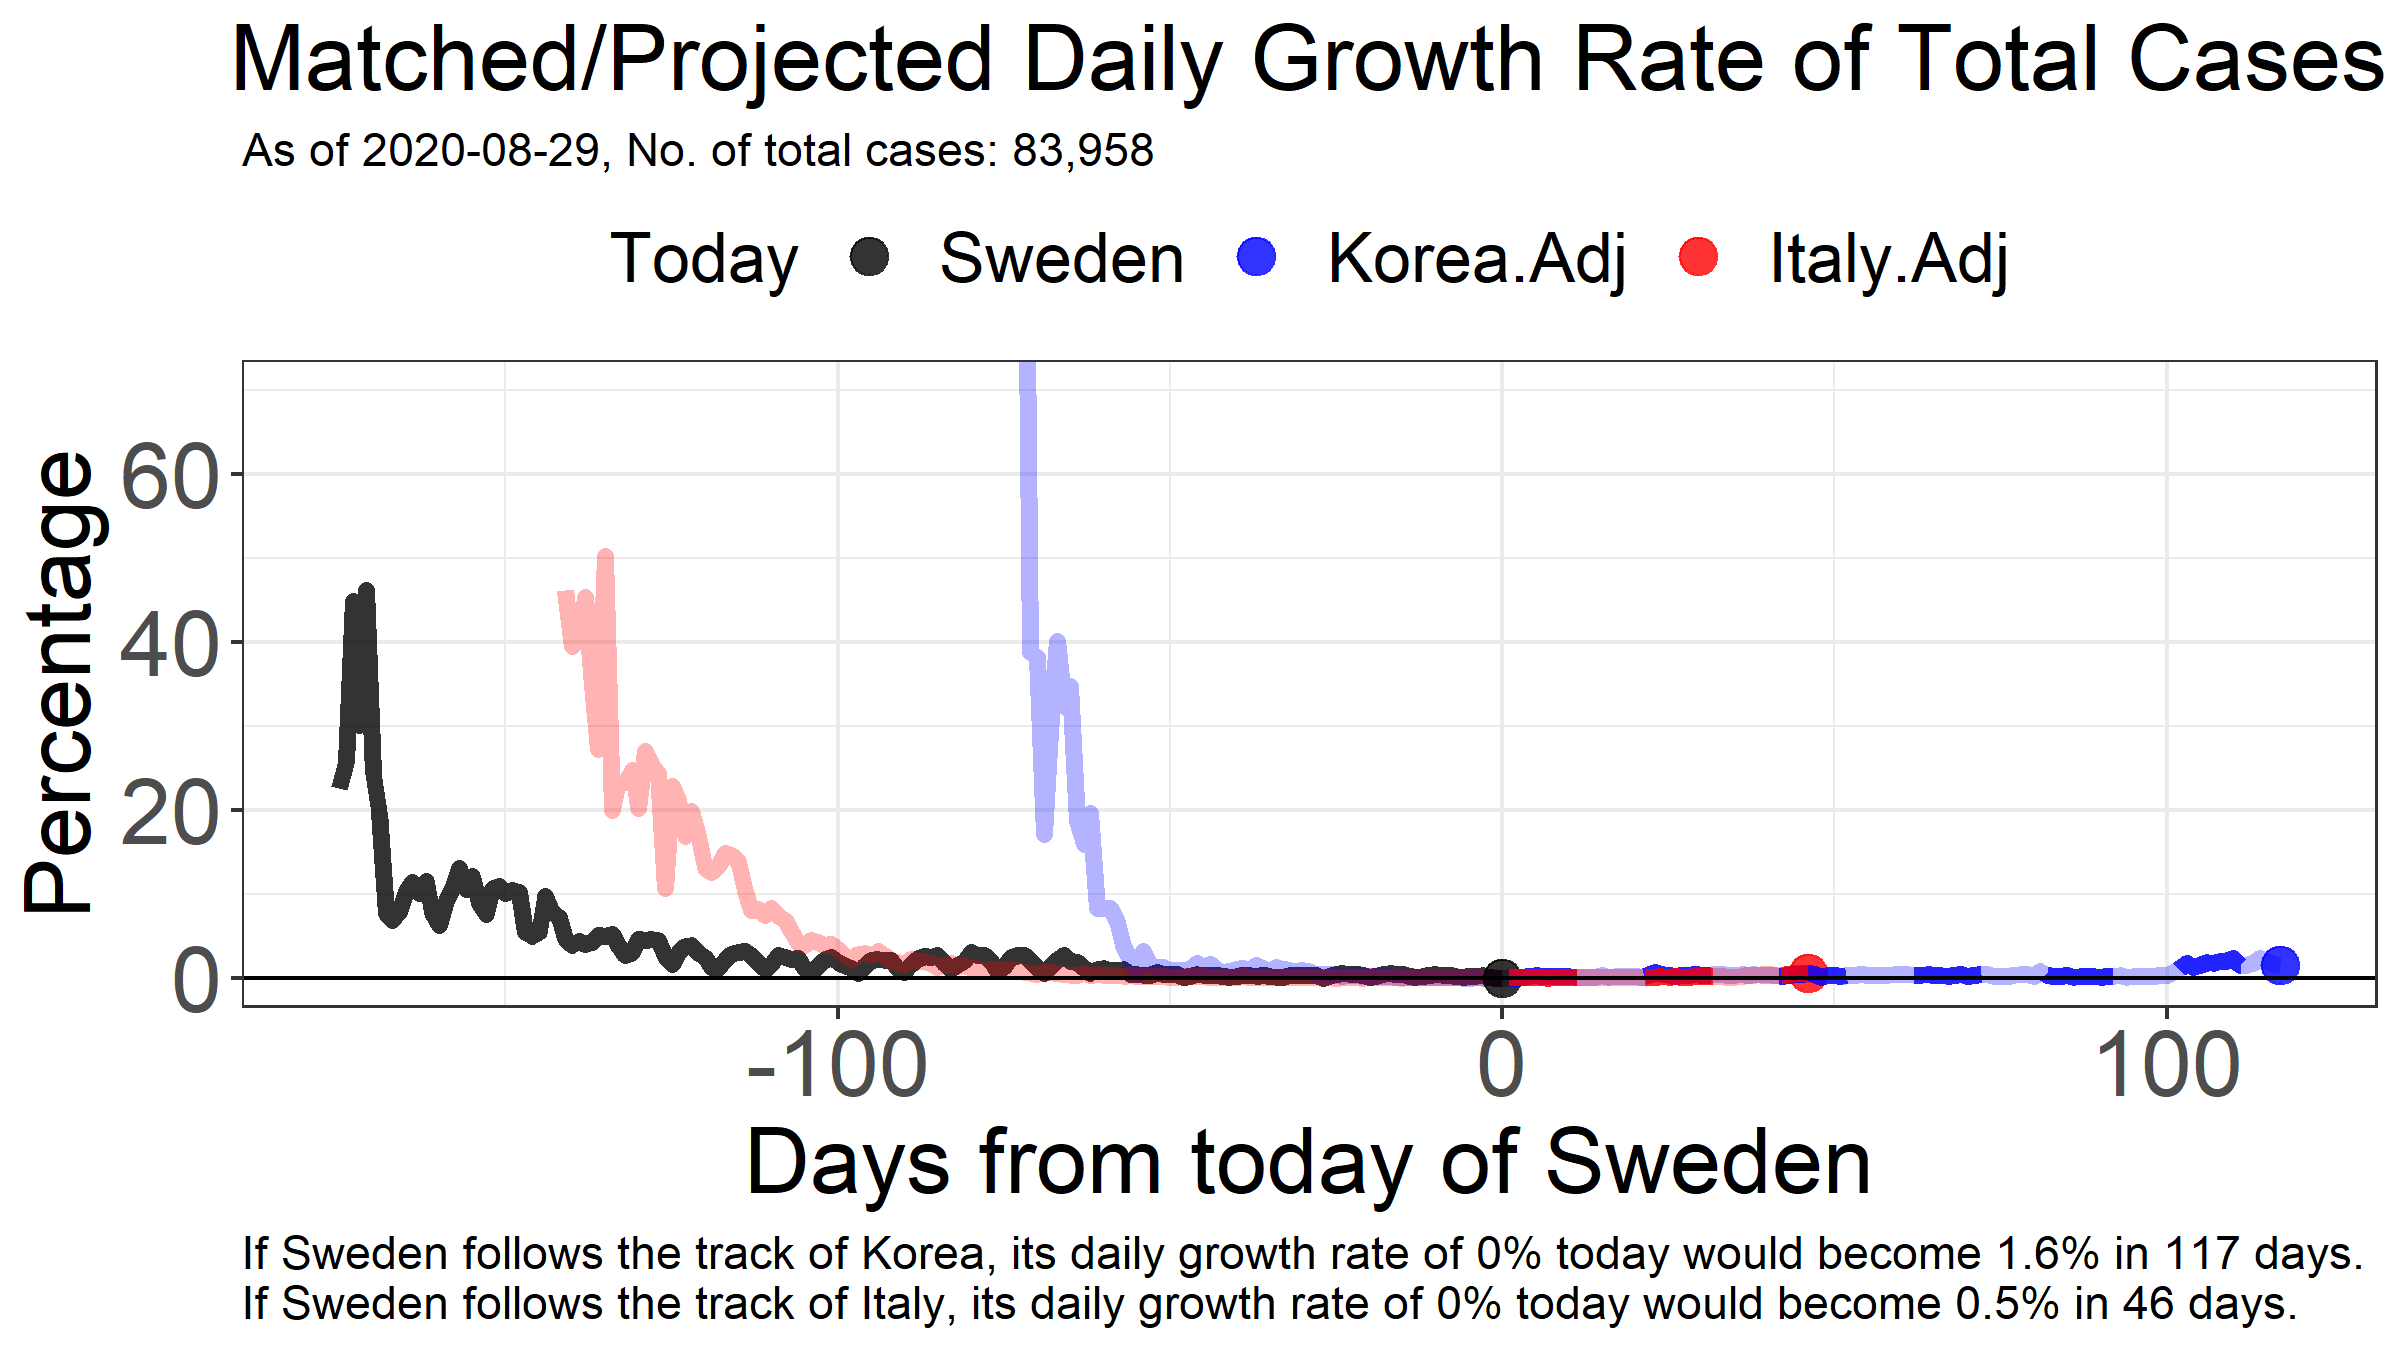 Matched/Projected Daily Growth Rate of Total Cases
As of 2020-08-29, No. of total cases: 83,958
Today Sweden Korea.Adj Italy.Adj
Percentage
60
40
20
0
-100 0 100
Days from today of Sweden
If Sweden follows the track of Korea, its daily growth rate of 0% today would become 1.6% in 117 days.
If Sweden follows the track of Italy, its daily growth rate of 0% today would become 0.5% in 46 days.